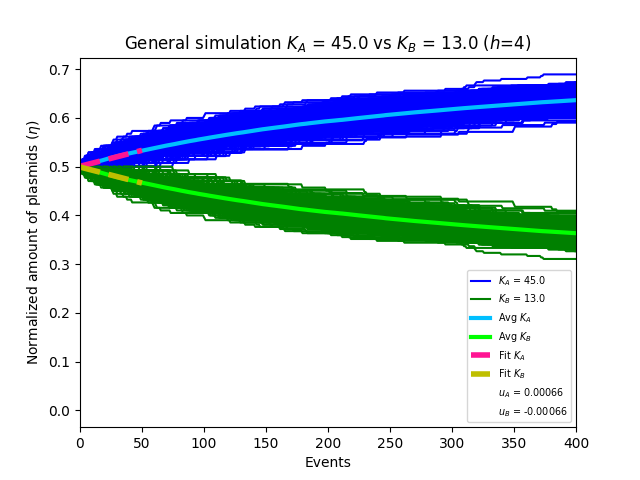 General simulation K_A = 45.0 vs K_B = 13.0 (h=4)
Normalized amount of plasmids (η)
0.7
0.6
0.5
0.4
0.3
0.2
0.1
0.0
K_A = 45.0
K_B = 13.0
Avg K_A
Avg K_B
Fit K_A
Fit K_B
u_A = 0.00066
u_B = -0.00066
0 50 100 150 200 250 300 350 400
Events